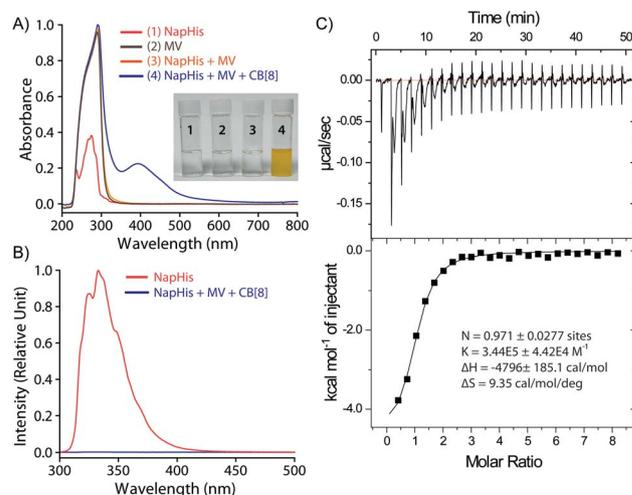 A)
(1) NapHis
(2) MV
(3) NapHis + MV
(4) NapHis + MV + CB[8]
1 2 3 4
Absorbance
1.0
0.8
0.6
0.4
0.2
0.0
200 300 400 500 600 700 800
Wavelength (nm)
B)
NapHis
NapHis + MV + CB[8]
Intensity (Relative Unit)
1.0
0.8
0.6
0.4
0.2
0.0
300 350 400 450 500
Wavelength (nm)
C)
Time (min)
0 10 20 30 40 50
µcal/sec
0.00
-0.05
-0.10
-0.15
kcal mol⁻¹ of injectant
0.0
-2.0
-4.0
N = 0.971 ± 0.0277 sites
K = 3.44E5 ± 4.42E4 M⁻¹
ΔH = -4796± 185.1 cal/mol
ΔS = 9.35 cal/mol/deg
0 1 2 3 4 5 6 7 8
Molar Ratio